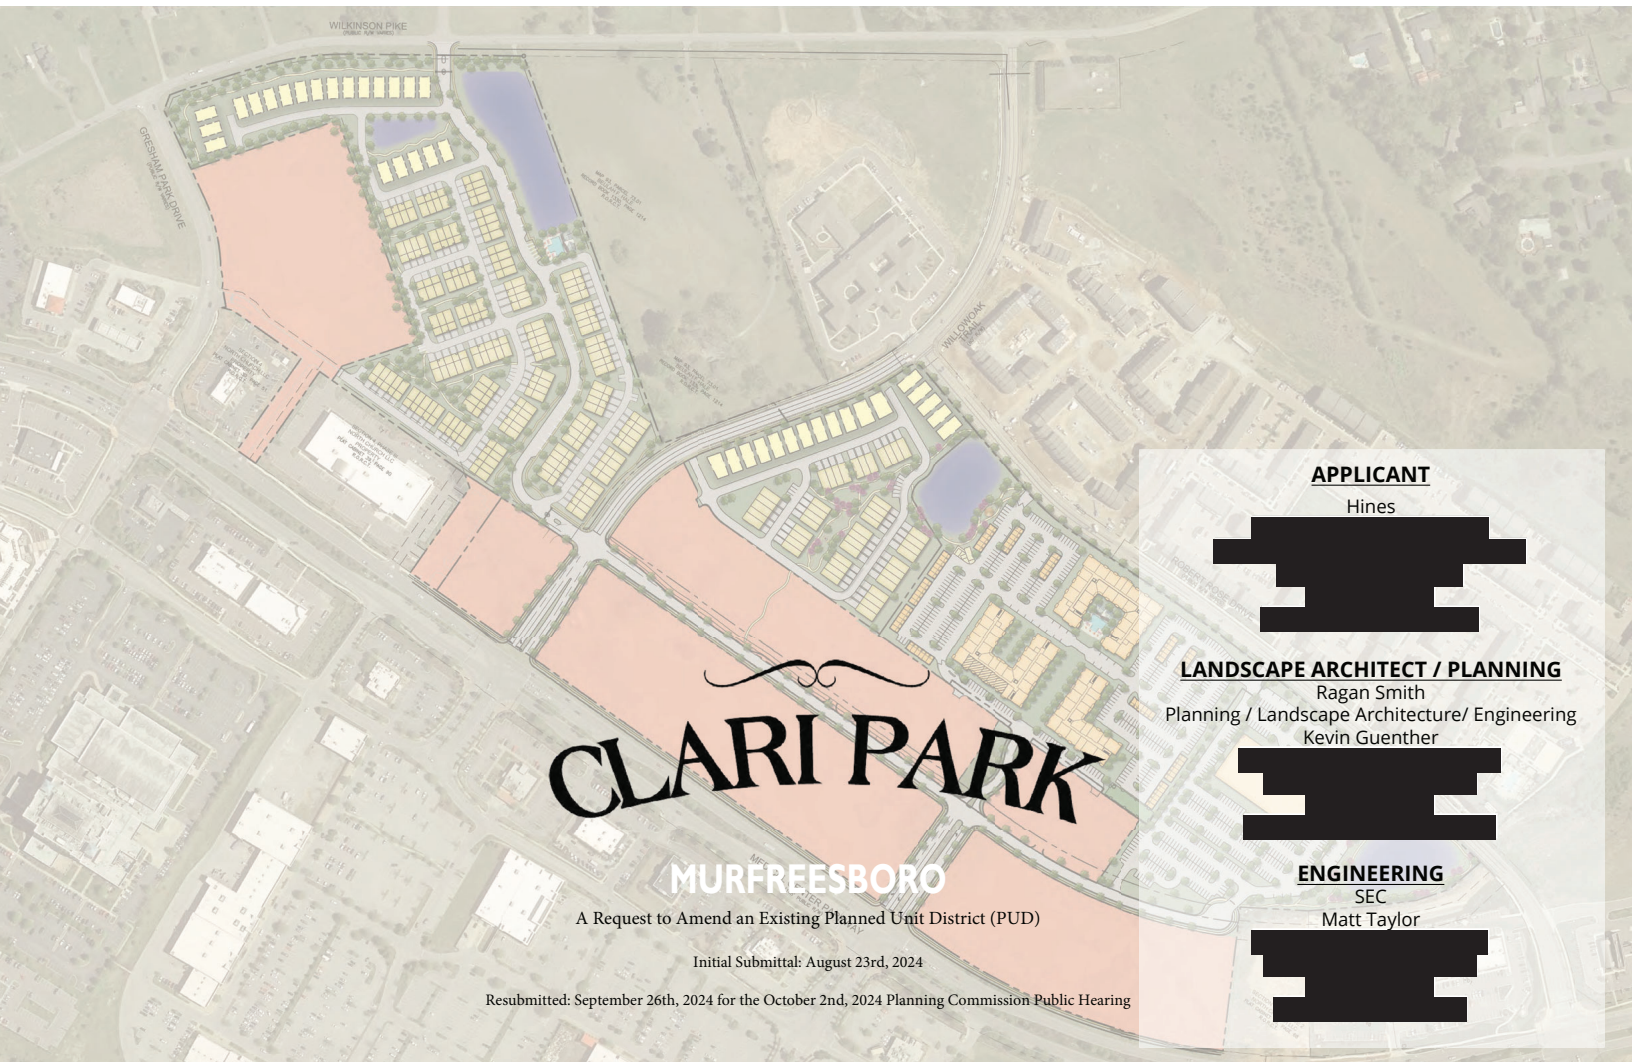 WILKINSON PIKE
(PUBLIC R/W VARIES)
GRESHAM PARK DRIVE
WILLOWOAK
TRAIL
APPLICANT
Hines
LANDSCAPE ARCHITECT / PLANNING
Ragan Smith
Planning / Landscape Architecture/ Engineering
Kevin Guenther
CLARI PARK
MURFREESBORO
A Request to Amend an Existing Planned Unit District (PUD)
Initial Submittal: August 23rd, 2024
Resubmitted: September 26th, 2024 for the October 2nd, 2024 Planning Commission Public Hearing
ENGINEERING
SEC
Matt Taylor